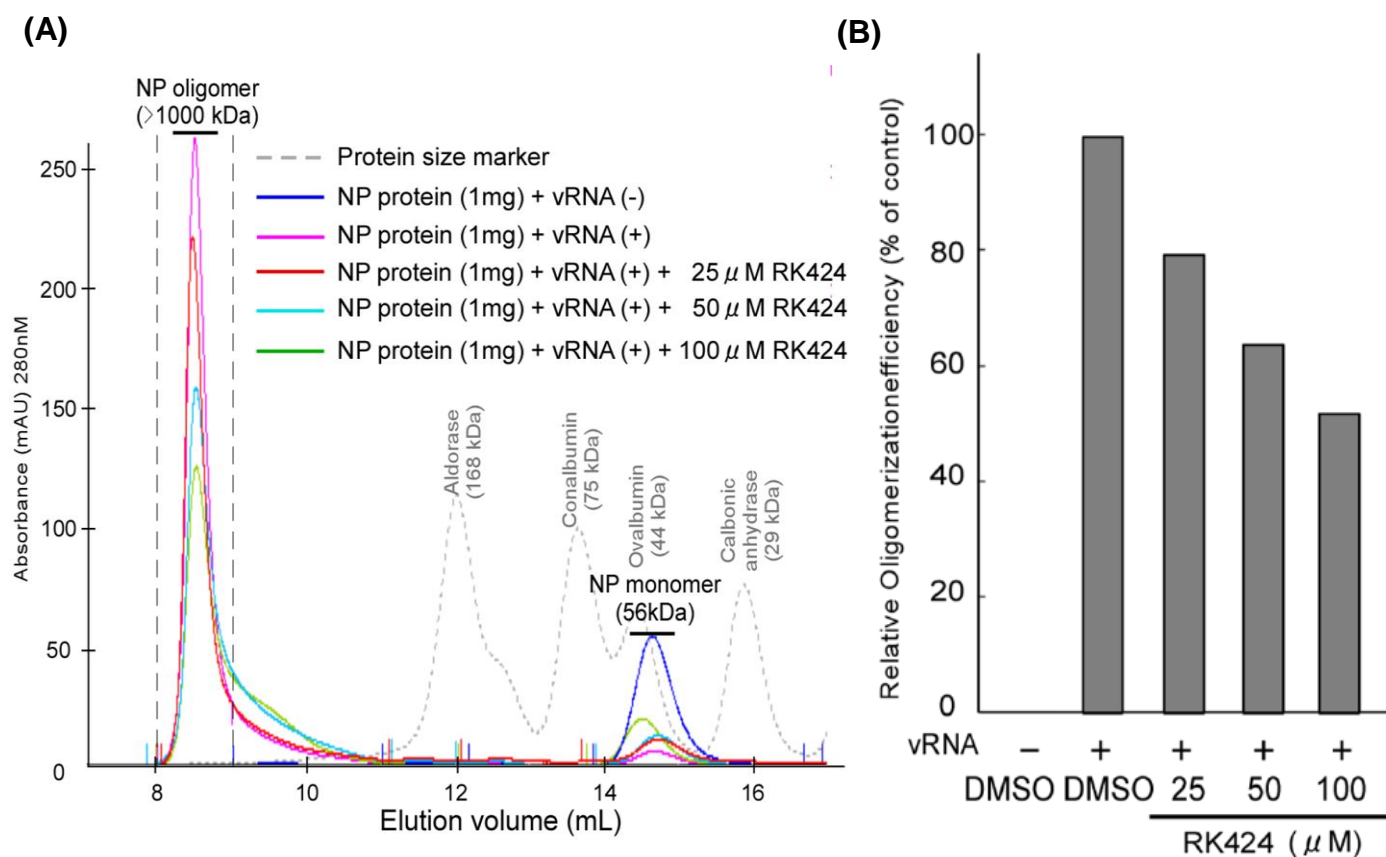 (A)
NP oligomer
(>1000 kDa)
Protein size marker
NP protein (1mg) + vRNA (-)
NP protein (1mg) + vRNA (+)
NP protein (1mg) + vRNA (+) + 25 μM RK424
NP protein (1mg) + vRNA (+) + 50 μM RK424
NP protein (1mg) + vRNA (+) + 100 μM RK424
Absorbance (mAU) 280nM
250
200
150
100
50
0
Aldorase
(168 kDa)
Conalbumin
(75 kDa)
Ovalbumin
(44 kDa)
Calbonic
anhydrase
(29 kDa)
NP monomer
(56kDa)
8 10 12 14 16
Elution volume (mL)
(B)
Relative Oligomerizationefficiency (% of control)
100
80
60
40
20
0
vRNA − + + + +
DMSO DMSO 25 50 100
RK424 (μM)